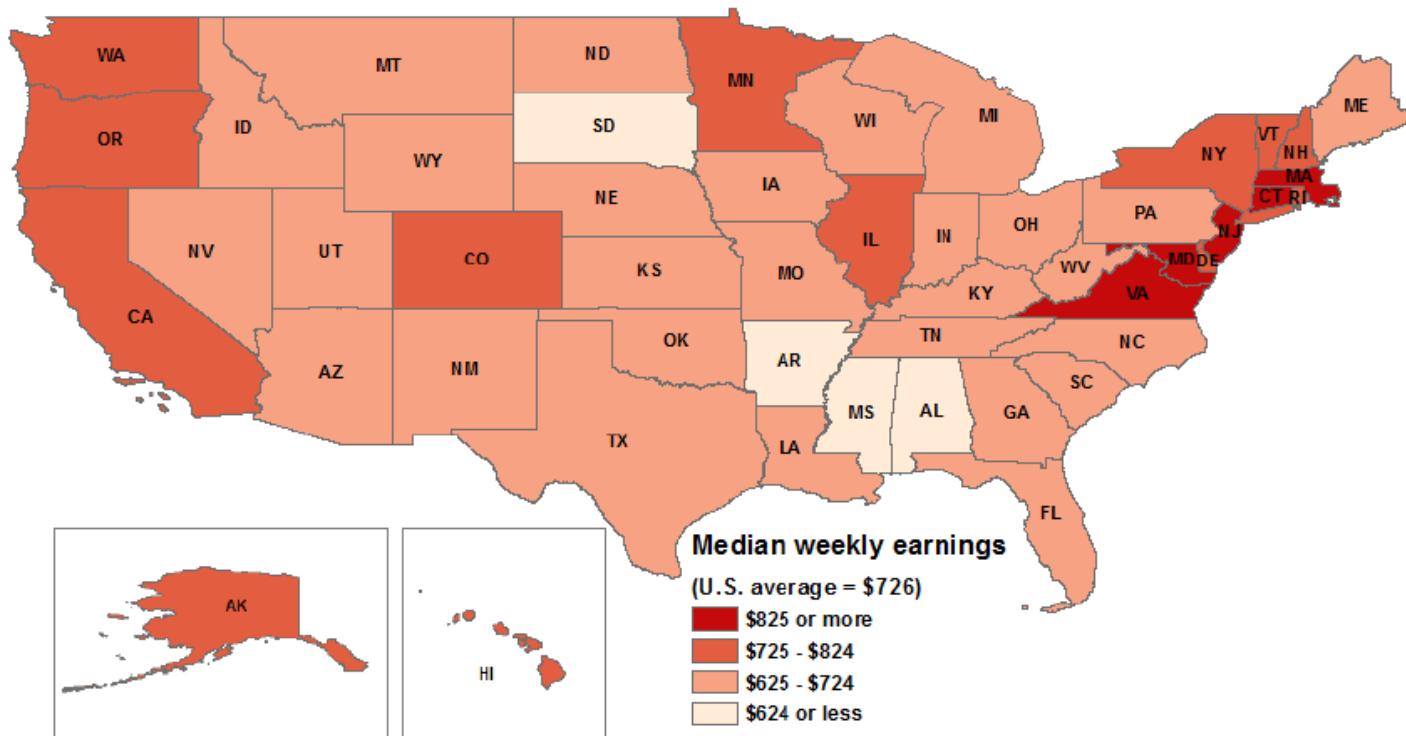 WA
MT
ND
MN
ME
OR
ID
SD
WI
MI
VT
NH
NY
WY
MA
IA
CT
RI
NE
PA
NV
UT
CO
IL
IN
OH
NJ
KS
MO
WV
MD
DE
CA
KY
VA
TN
NC
AZ
NM
OK
AR
SC
MS
AL
GA
TX
LA
FL
AK
HI
Median weekly earnings
(U.S. average = $726)
$825 or more
$725 - $824
$625 - $724
$624 or less